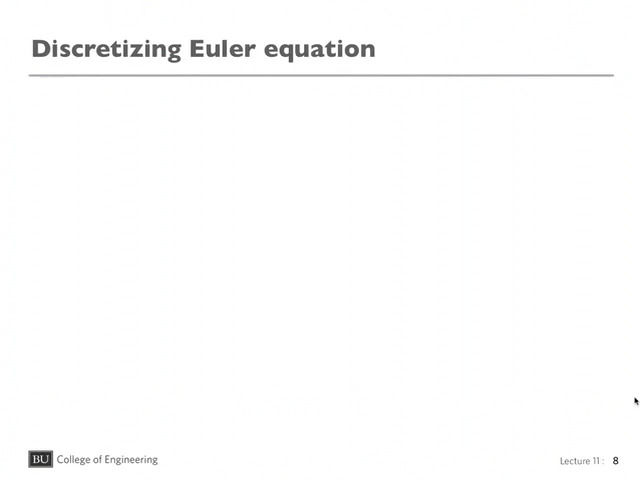 Discretizing Euler equation
BU College of Engineering
Lecture 11 : 8